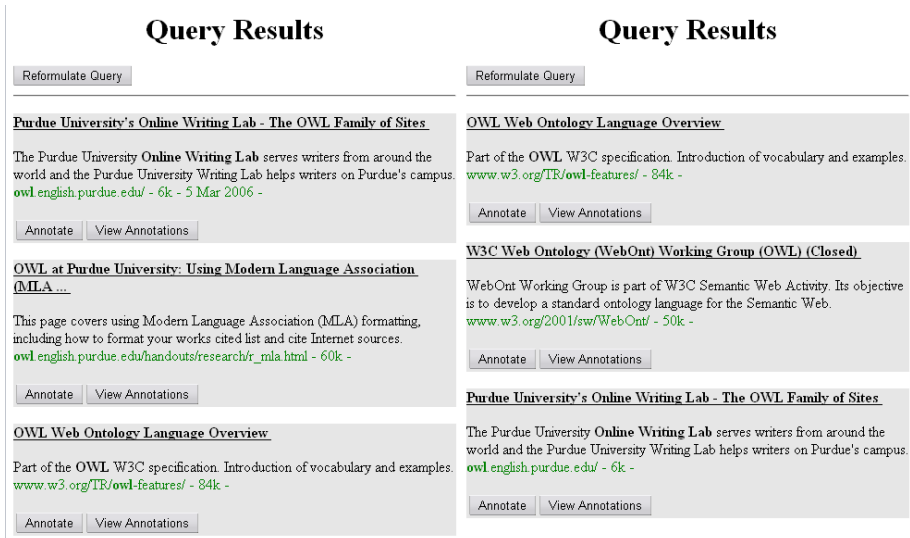 Query Results
Reformulate Query
Purdue University's Online Writing Lab - The OWL Family of Sites
The Purdue University Online Writing Lab serves writers from around the
world and the Purdue University Writing Lab helps writers on Purdue's campus.
owl.english.purdue.edu/ - 6k - 5 Mar 2006 -
Annotate View Annotations
OWL at Purdue University: Using Modern Language Association
(MLA ...
This page covers using Modern Language Association (MLA) formatting,
including how to format your works cited list and cite Internet sources.
owl.english.purdue.edu/handouts/research/r_mla.html - 60k -
Annotate View Annotations
OWL Web Ontology Language Overview
Part of the OWL W3C specification. Introduction of vocabulary and examples.
www.w3.org/TR/owl-features/ - 84k -
Annotate View Annotations
Query Results
Reformulate Query
OWL Web Ontology Language Overview
Part of the OWL W3C specification. Introduction of vocabulary and examples.
www.w3.org/TR/owl-features/ - 84k -
Annotate View Annotations
W3C Web Ontology (WebOnt) Working Group (OWL) (Closed)
WebOnt Working Group is part of W3C Semantic Web Activity. Its objective
is to develop a standard ontology language for the Semantic Web.
www.w3.org/2001/sw/WebOnt/ - 50k -
Annotate View Annotations
Purdue University's Online Writing Lab - The OWL Family of Sites
The Purdue University Online Writing Lab serves writers from around the
world and the Purdue University Writing Lab helps writers on Purdue's campus.
owl.english.purdue.edu/ - 6k -
Annotate View Annotations